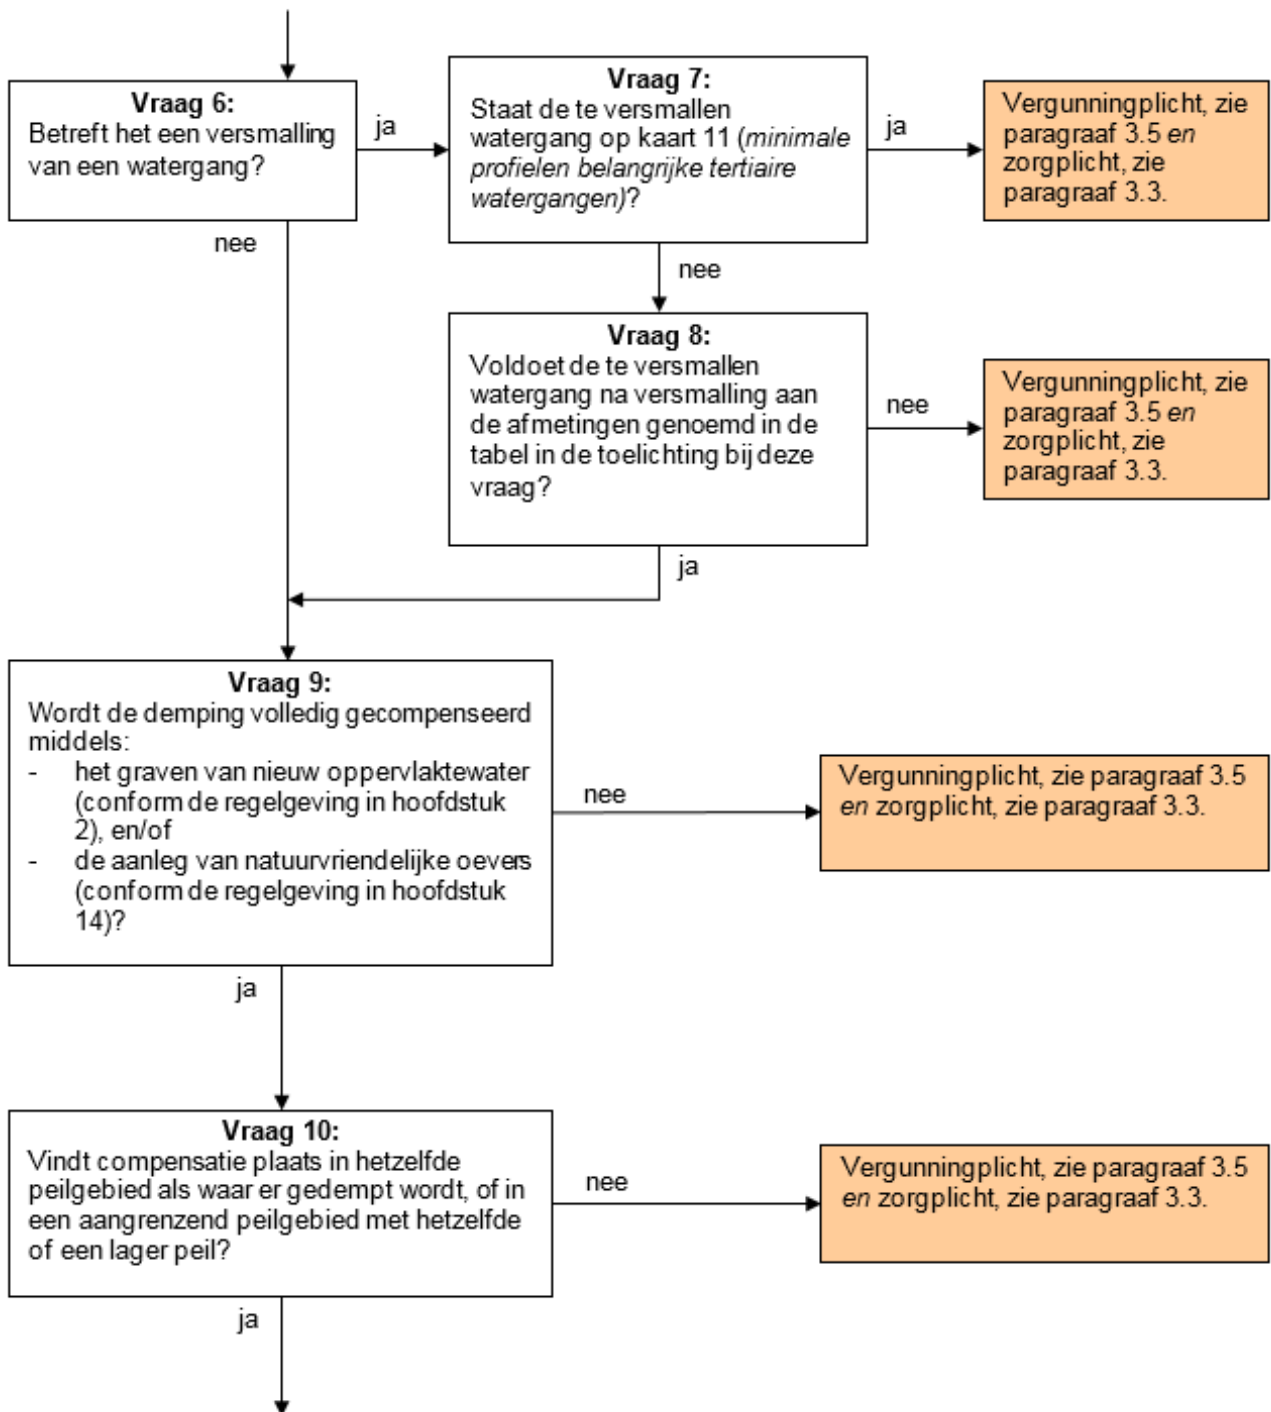 Vraag 6:
Betreft het een versmalling
van een watergang?
ja
nee
Vraag 7:
Staat de te versmallen
watergang op kaart 11 (minimale
profielen belangrijke tertiaire
watergangen)?
ja
Vergunningplicht, zie
paragraaf 3.5 en
zorgplicht, zie
paragraaf 3.3.
nee
Vraag 8:
Voldoet de te versmallen
watergang na versmalling aan
de afmetingen genoemd in de
tabel in de toelichting bij deze
vraag?
nee
Vergunningplicht, zie
paragraaf 3.5 en
zorgplicht, zie
paragraaf 3.3.
ja
Vraag 9:
Wordt de demping volledig gecompenseerd
middels:
- het graven van nieuw oppervlaktewater
(conform de regelgeving in hoofdstuk
2), en/of
- de aanleg van natuurvriendelijke oevers
(conform de regelgeving in hoofdstuk
14)?
nee
Vergunningplicht, zie paragraaf 3.5
en zorgplicht, zie paragraaf 3.3.
ja
Vraag 10:
Vindt compensatie plaats in hetzelfde
peilgebied als waar er gedempt wordt, of in
een aangrenzend peilgebied met hetzelfde
of een lager peil?
nee
Vergunningplicht, zie paragraaf 3.5
en zorgplicht, zie paragraaf 3.3.
ja